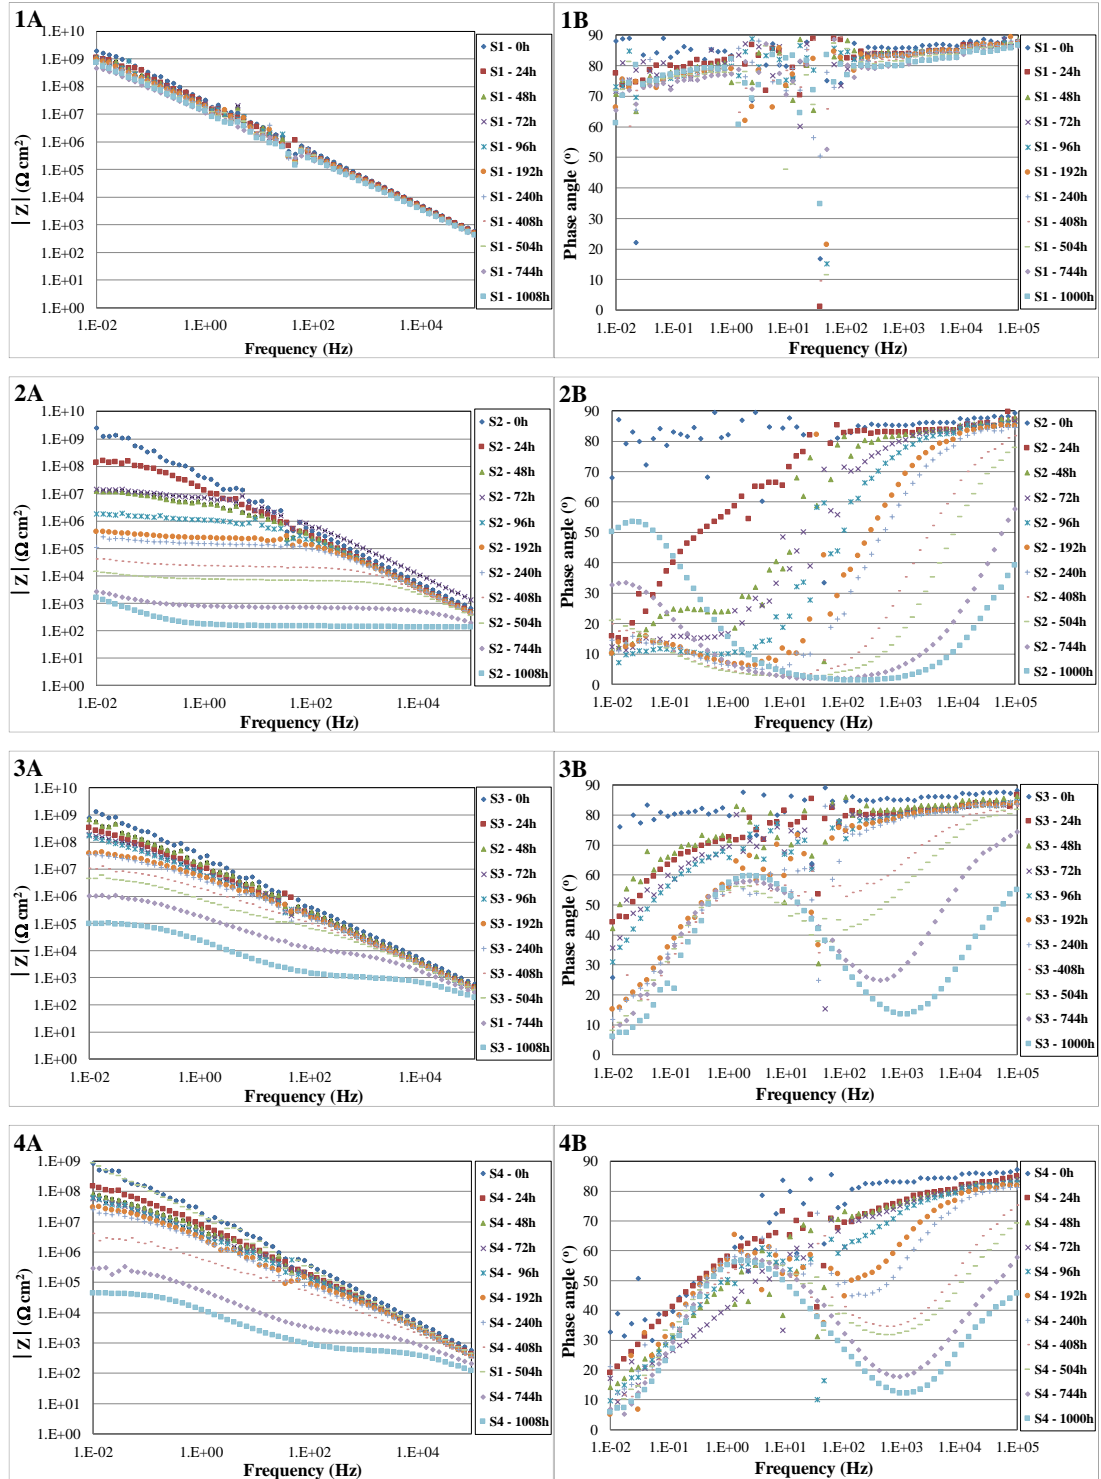 1A
1.E+10
1.E+09
1.E+08
1.E+07
1.E+06
1.E+05
1.E+04
1.E+03
1.E+02
1.E+01
1.E+00
|Z| (Ω cm²)
1.E-02 1.E+00 1.E+02 1.E+04
Frequency (Hz)
S1 - 0h
S1 - 24h
S1 - 48h
S1 - 72h
S1 - 96h
S1 - 192h
S1 - 240h
S1 - 408h
S1 - 504h
S1 - 744h
S1 - 1008h
1B
90
80
70
60
50
40
30
20
10
0
Phase angle (º)
1.E-02 1.E-01 1.E+00 1.E+01 1.E+02 1.E+03 1.E+04 1.E+05
Frequency (Hz)
S1 - 0h
S1 - 24h
S1 - 48h
S1 - 72h
S1 - 96h
S1 - 192h
S1 - 240h
S1 - 408h
S1 - 504h
S1 - 744h
S1 - 1000h
2A
1.E+10
1.E+09
1.E+08
1.E+07
1.E+06
1.E+05
1.E+04
1.E+03
1.E+02
1.E+01
1.E+00
|Z| (Ω cm²)
1.E-02 1.E+00 1.E+02 1.E+04
Frequency (Hz)
S2 - 0h
S2 - 24h
S2 - 48h
S2 - 72h
S2 - 96h
S2 - 192h
S2 - 240h
S2 - 408h
S2 - 504h
S2 - 744h
S2 - 1008h
2B
90
80
70
60
50
40
30
20
10
0
Phase angle (º)
1.E-02 1.E-01 1.E+00 1.E+01 1.E+02 1.E+03 1.E+04 1.E+05
Frequency (Hz)
S2 - 0h
S2 - 24h
S2 -48h
S2 - 72h
S2 - 96h
S2 - 192h
S2 - 240h
S2 - 408h
S2 - 504h
S2 - 744h
S2 - 1000h
3A
1.E+10
1.E+09
1.E+08
1.E+07
1.E+06
1.E+05
1.E+04
1.E+03
1.E+02
1.E+01
1.E+00
|Z| (Ω cm²)
1.E-02 1.E+00 1.E+02 1.E+04
Frequency (Hz)
S3 - 0h
S3 - 24h
S2 - 48h
S3 - 72h
S3 - 96h
S3 - 192h
S3 - 240h
S3 - 408h
S3 - 504h
S1 - 744h
S3 - 1008h
3B
90
80
70
60
50
40
30
20
10
0
Phase angle (º)
1.E-02 1.E-01 1.E+00 1.E+01 1.E+02 1.E+03 1.E+04 1.E+05
Frequency (Hz)
S3 - 0h
S3 - 24h
S3 - 48h
S3 - 72h
S3 - 96h
S3 - 192h
S3 - 240h
S3 -408h
S3 - 504h
S3 - 744h
S3 - 1000h
4A
1.E+09
1.E+08
1.E+07
1.E+06
1.E+05
1.E+04
1.E+03
1.E+02
1.E+01
1.E+00
|Z| (Ω cm²)
1.E-02 1.E+00 1.E+02 1.E+04
Frequency (Hz)
S4 - 0h
S4 - 24h
S4 - 48h
S4 - 72h
S4 - 96h
S4 - 192h
S4 - 240h
S4 - 408h
S1 - 504h
S4 - 744h
S4 - 1008h
4B
90
80
70
60
50
40
30
20
10
0
Phase angle (º)
1.E-02 1.E-01 1.E+00 1.E+01 1.E+02 1.E+03 1.E+04 1.E+05
Frequency (Hz)
S4 - 0h
S4 - 24h
S4 - 48h
S4 - 72h
S4 - 96h
S4 - 192h
S4 - 240h
S4 - 408h
S4 - 504h
S4 - 744h
S4 - 1000h